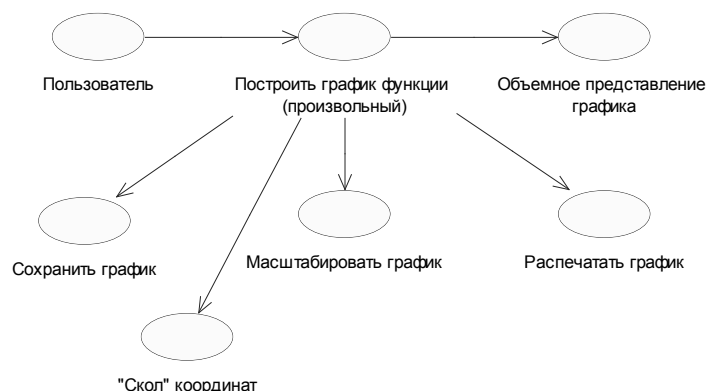 Пользователь
Построить график функции
(произвольный)
Объемное представление
графика
Сохранить график
Масштабировать график
Распечатать график
"Скол" координат